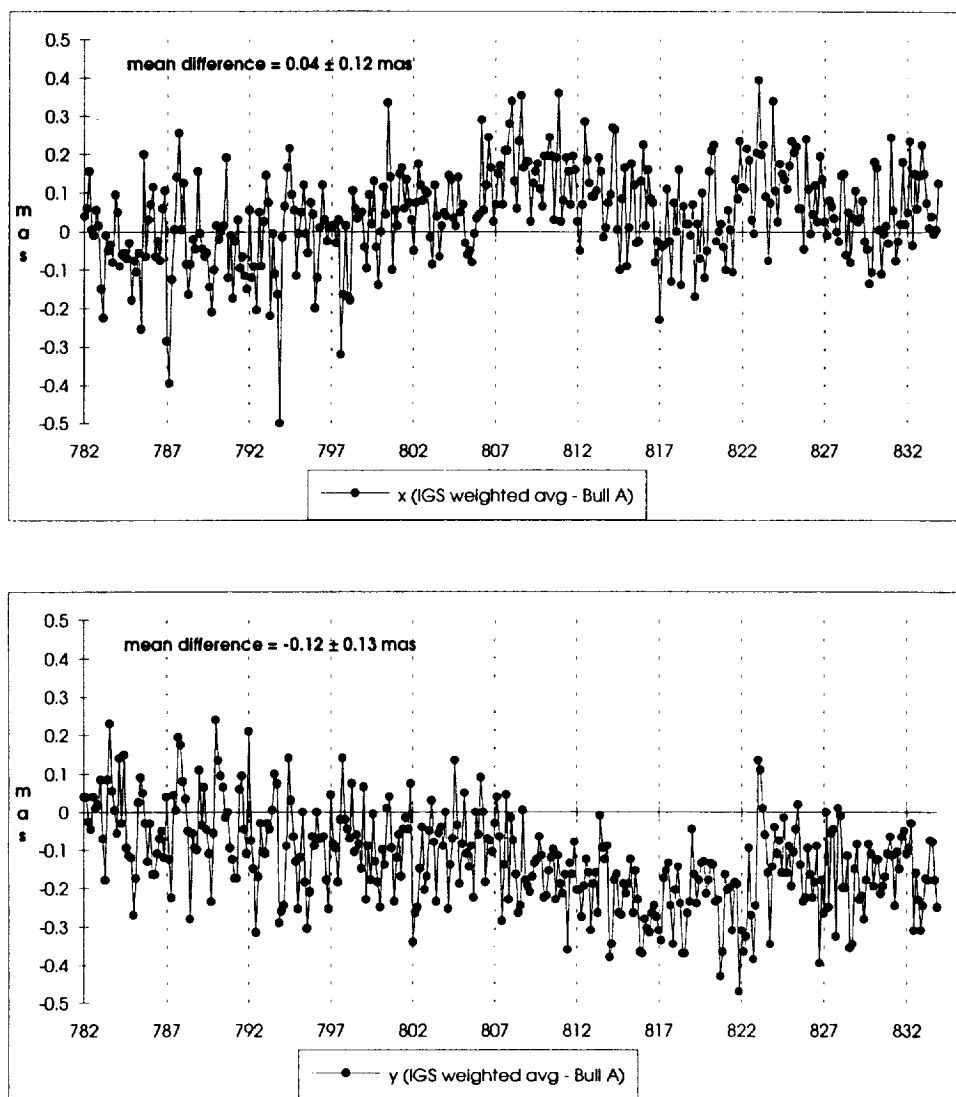 0.5
mean difference = 0.04 ± 0.12 mas
0.4
0.3
0.2
0.1
mas
0
-0.1
-0.2
-0.3
-0.4
-0.5
782 787 792 797 802 807 812 817 822 827 832
x (IGS weighted avg - Bull A)
0.5
mean difference = -0.12 ± 0.13 mas
0.4
0.3
0.2
0.1
mas
0
-0.1
-0.2
-0.3
-0.4
-0.5
782 787 792 797 802 807 812 817 822 827 832
y (IGS weighted avg - Bull A)